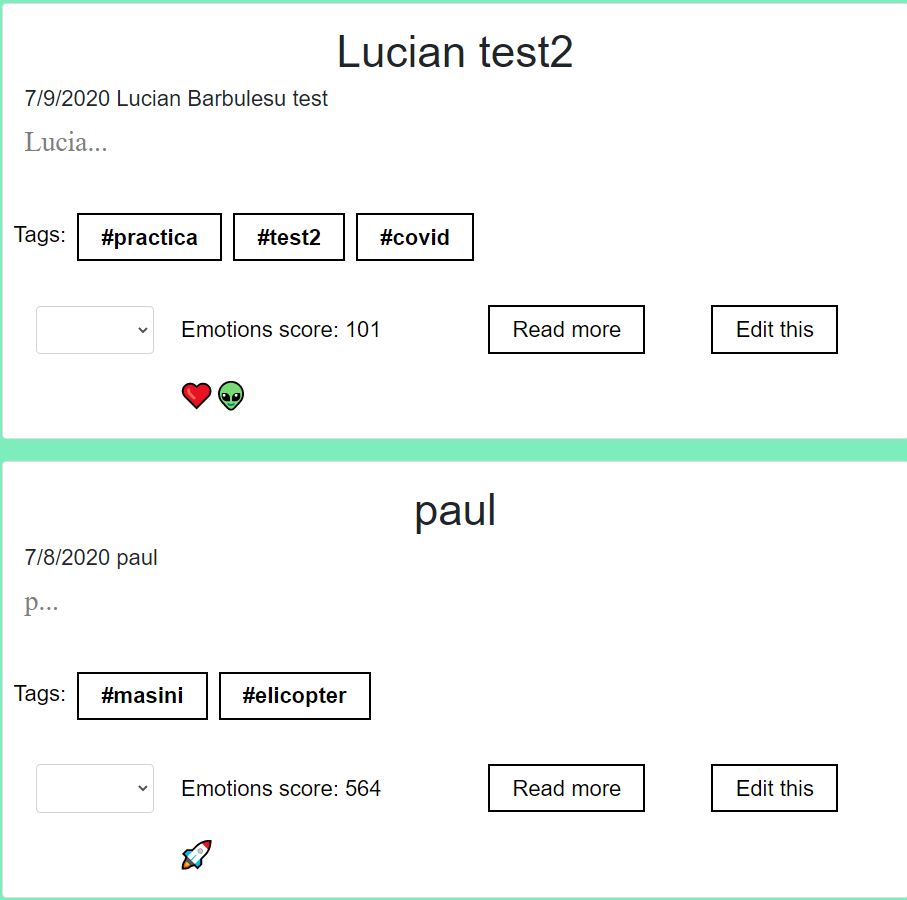 Lucian test2
7/9/2020 Lucian Barbulesu test
Lucia...
Tags: #practica #test2 #covid
Emotions score: 101 Read more Edit this
paul
7/8/2020 paul
p...
Tags: #masini #elicopter
Emotions score: 564 Read more Edit this